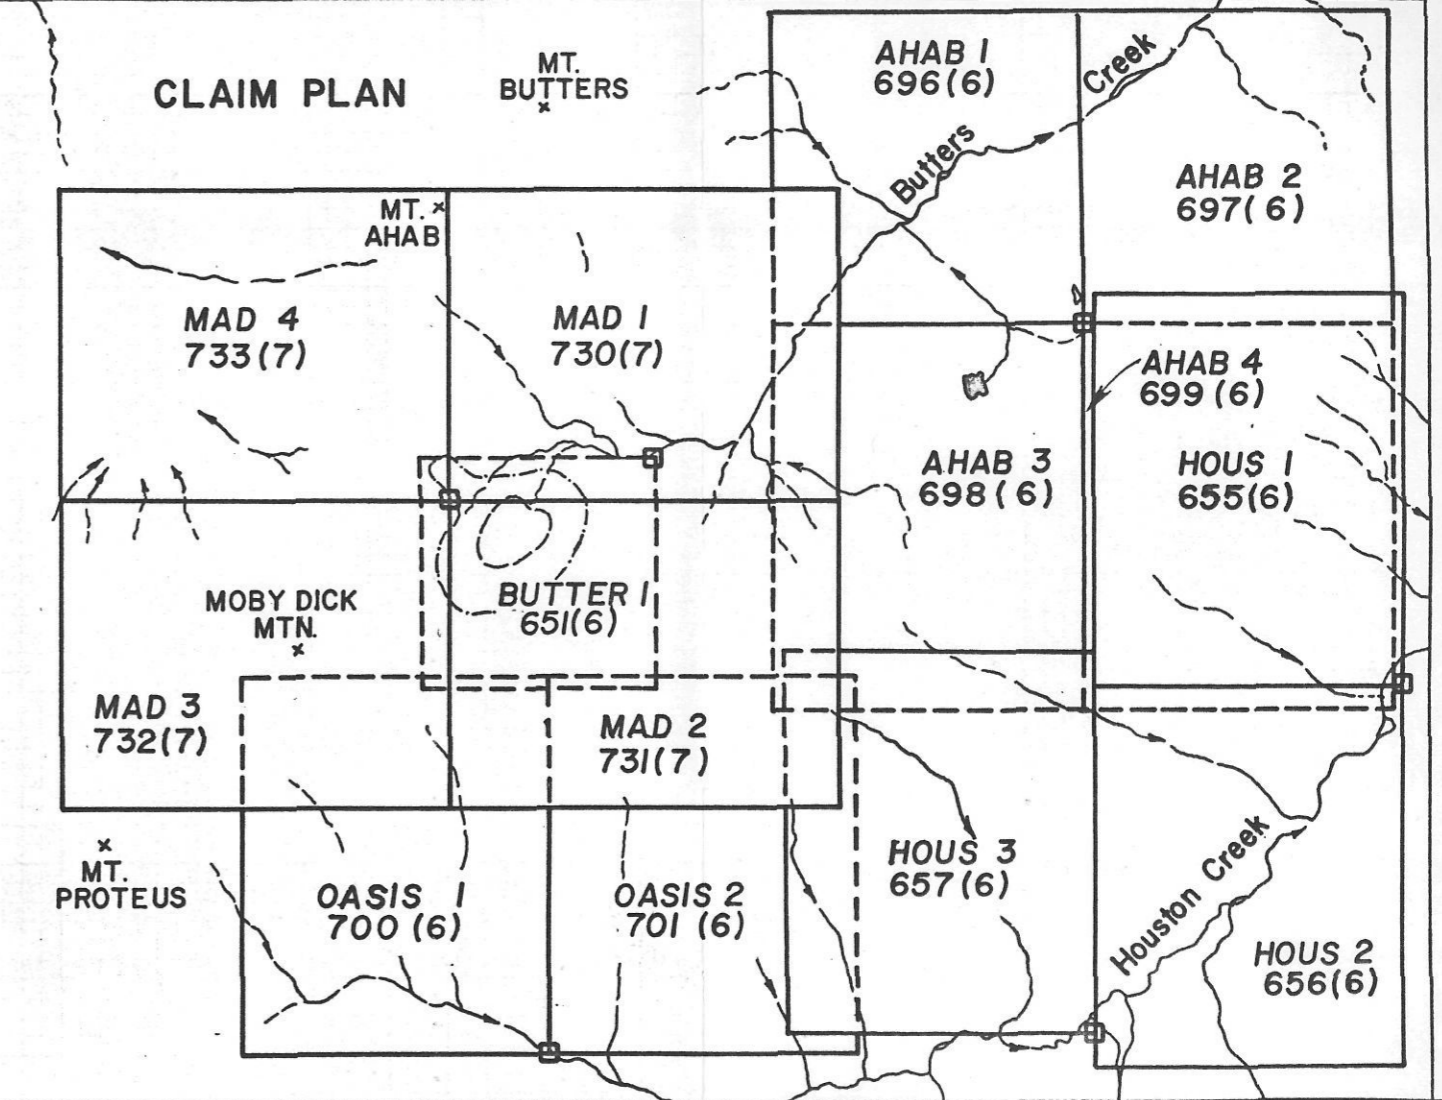 CLAIM PLAN
MT.
BUTTERS
AHAB 1
696(6)
Creek
Butters
AHAB 2
697(6)
MT.
AHAB
MAD 4
733(7)
MAD 1
730(7)
AHAB 4
699(6)
AHAB 3
698(6)
HOUS 1
655(6)
MOBY DICK
MTN.
BUTTER 1
651(6)
MAD 3
732(7)
MAD 2
731(7)
MT.
PROTEUS
OASIS
700(6)
OASIS 2
701(6)
HOUS 3
657(6)
Houston Creek
HOUS 2
656(6)